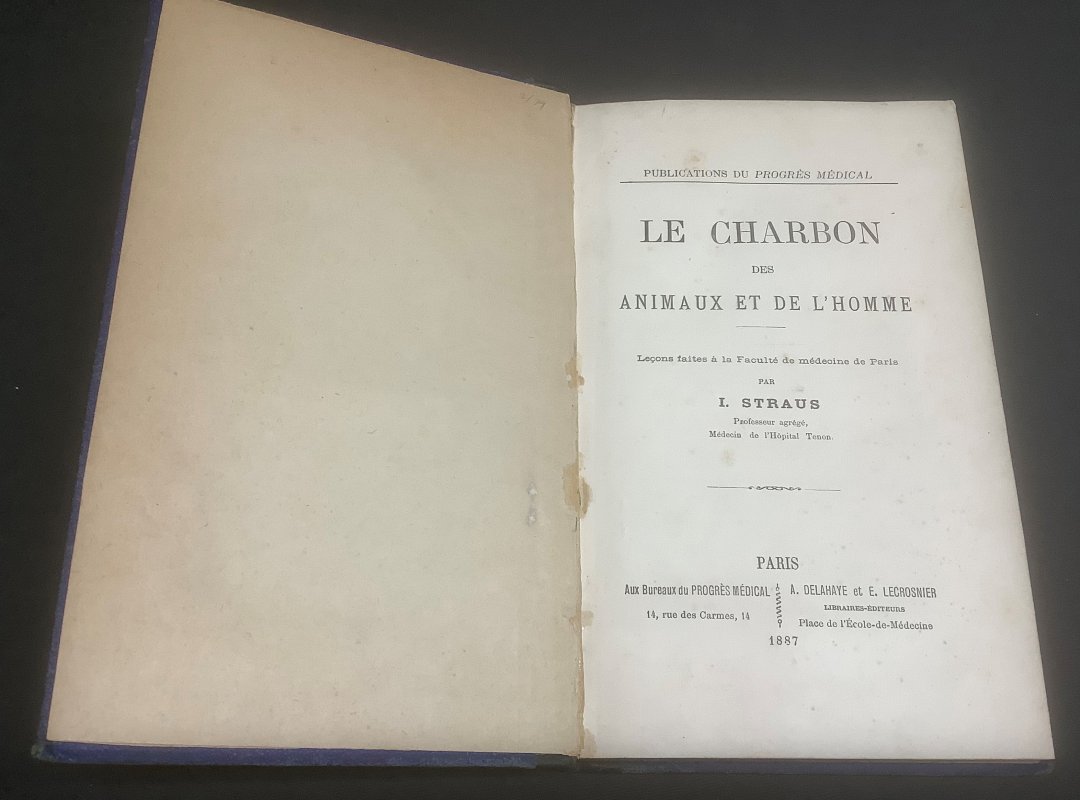 PUBLICATIONS DU PROGRÈS MÉDICAL
LE CHARBON
DES
ANIMAUX ET DE L'HOMME
Leçons faites à la Faculté de médecine de Paris
PAR
I. STRAUS
Professeur agrégé,
Médecin de l'Hôpital Tenon.
PARIS
Aux Bureaux du PROGRÈS MÉDICAL
14, rue des Carmes, 14
A. DELAHAYE et E. LECROSNIER
LIBRAIRES-ÉDITEURS
Place de l'École-de-Médecine
1887